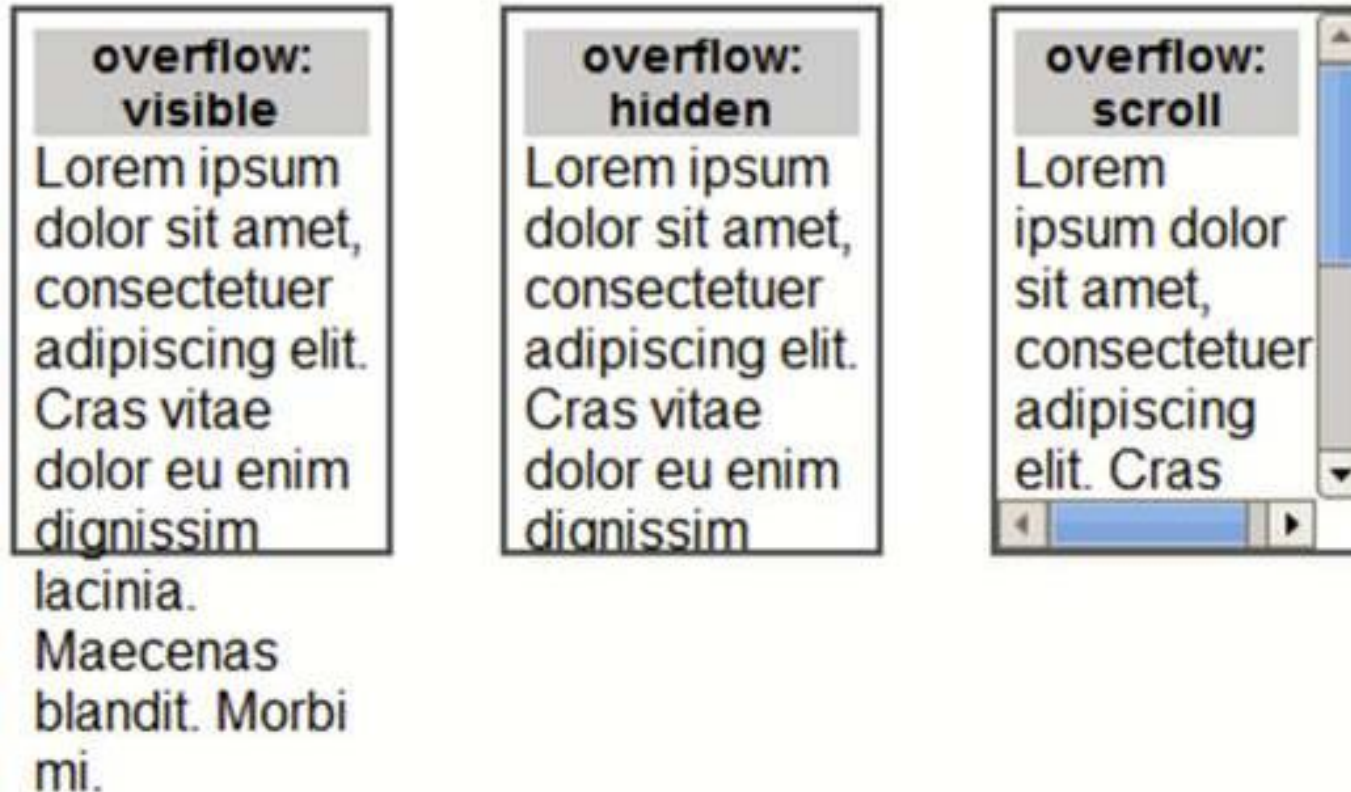 overflow:
visible
Lorem ipsum
dolor sit amet,
consectetuer
adipiscing elit.
Cras vitae
dolor eu enim
dignissim
lacinia.
Maecenas
blandit. Morbi
mi.
overflow:
hidden
Lorem ipsum
dolor sit amet,
consectetuer
adipiscing elit.
Cras vitae
dolor eu enim
dignissim
overflow:
scroll
Lorem
ipsum dolor
sit amet,
consectetuer
adipiscing
elit. Cras